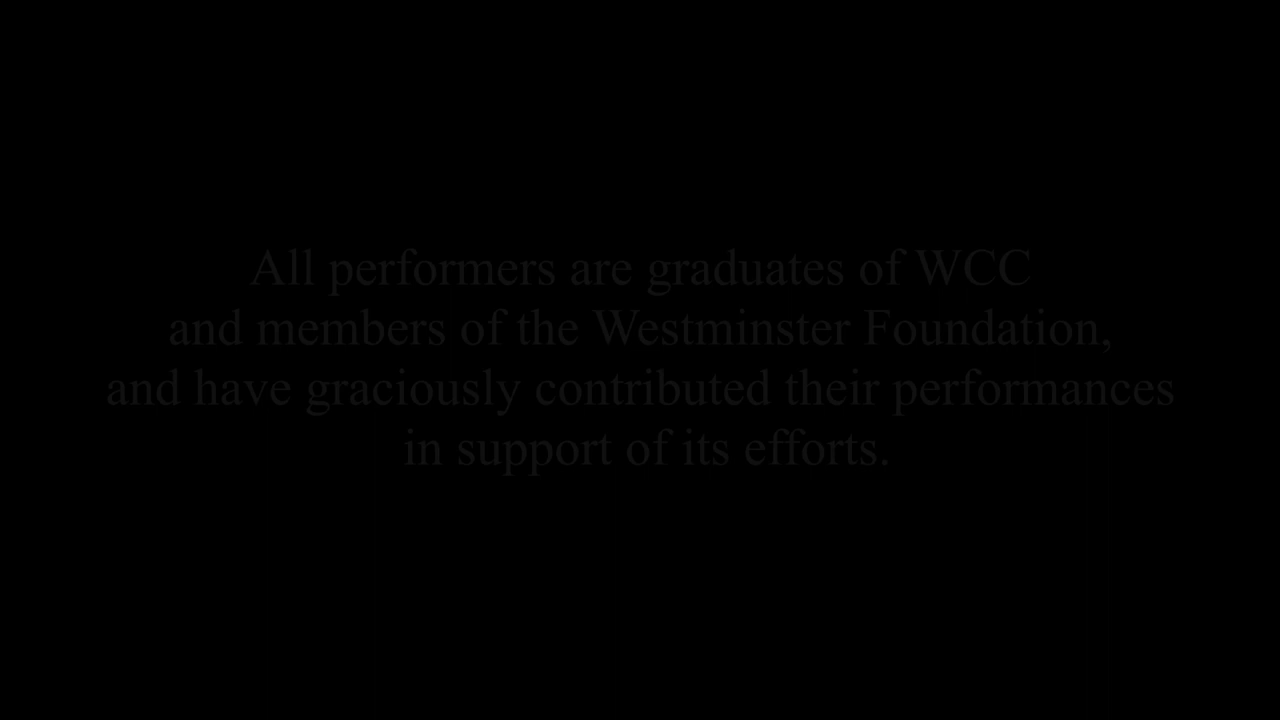 All performers are graduates of WCC
and members of the Westminster Foundation,
and have graciously contributed their performances
in support of its efforts.